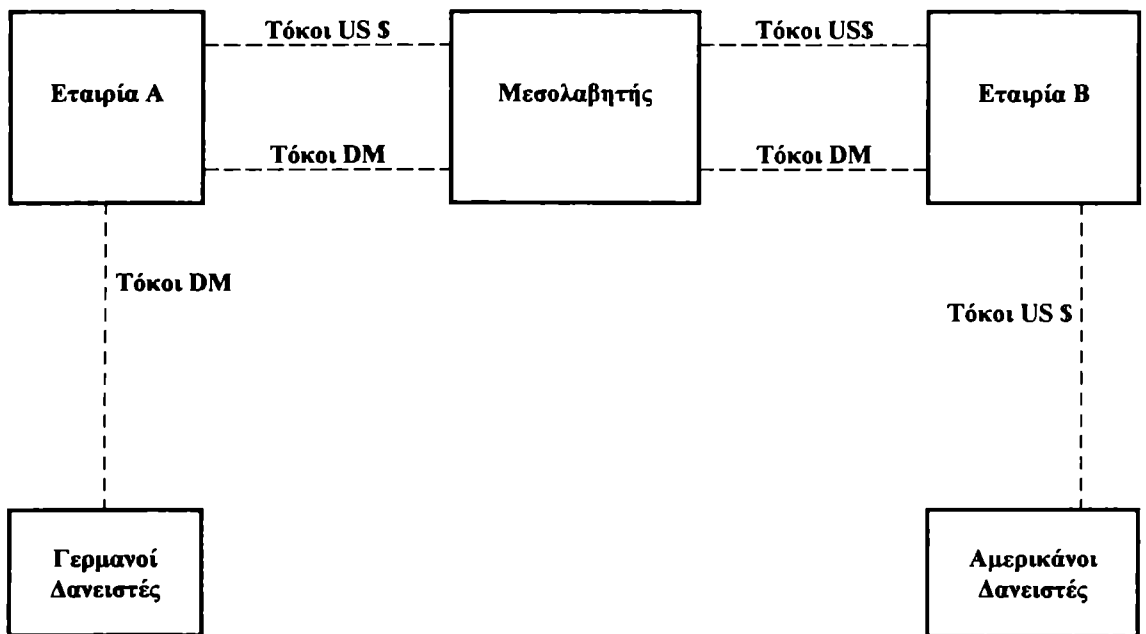 Τόκοι US $
Τόκοι US$
Εταιρία Α
Μεσολαβητής
Εταιρία Β
Τόκοι DM
Τόκοι DM
Τόκοι DM
Τόκοι US $
Γερμανοί
Δανειστές
Αμερικάνοι
Δανειστές